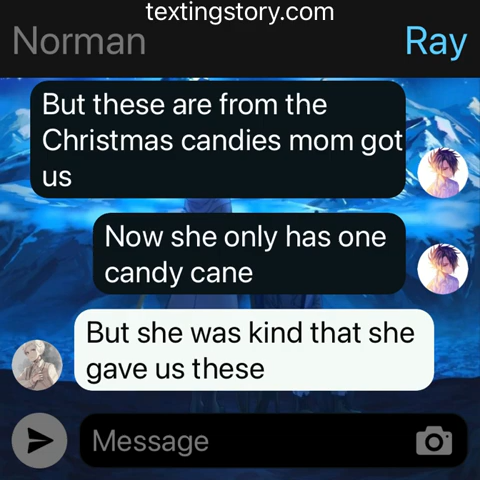 textingstory.com
Norman
Ray
But these are from the
Christmas candies mom got
us
Now she only has one
candy cane
But she was kind that she
gave us these
Message